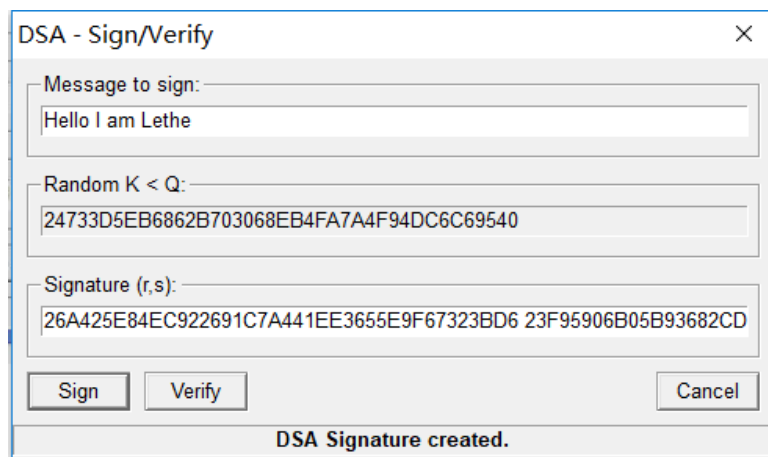 DSA - Sign/Verify
Message to sign:
Hello I am Lethe
Random K < Q:
24733D5EB6862B703068EB4FA7A4F94DC6C69540
Signature (r,s):
26A425E84EC922691C7A441EE3655E9F67323BD6 23F95906B05B93682CD
Sign
Verify
Cancel
DSA Signature created.